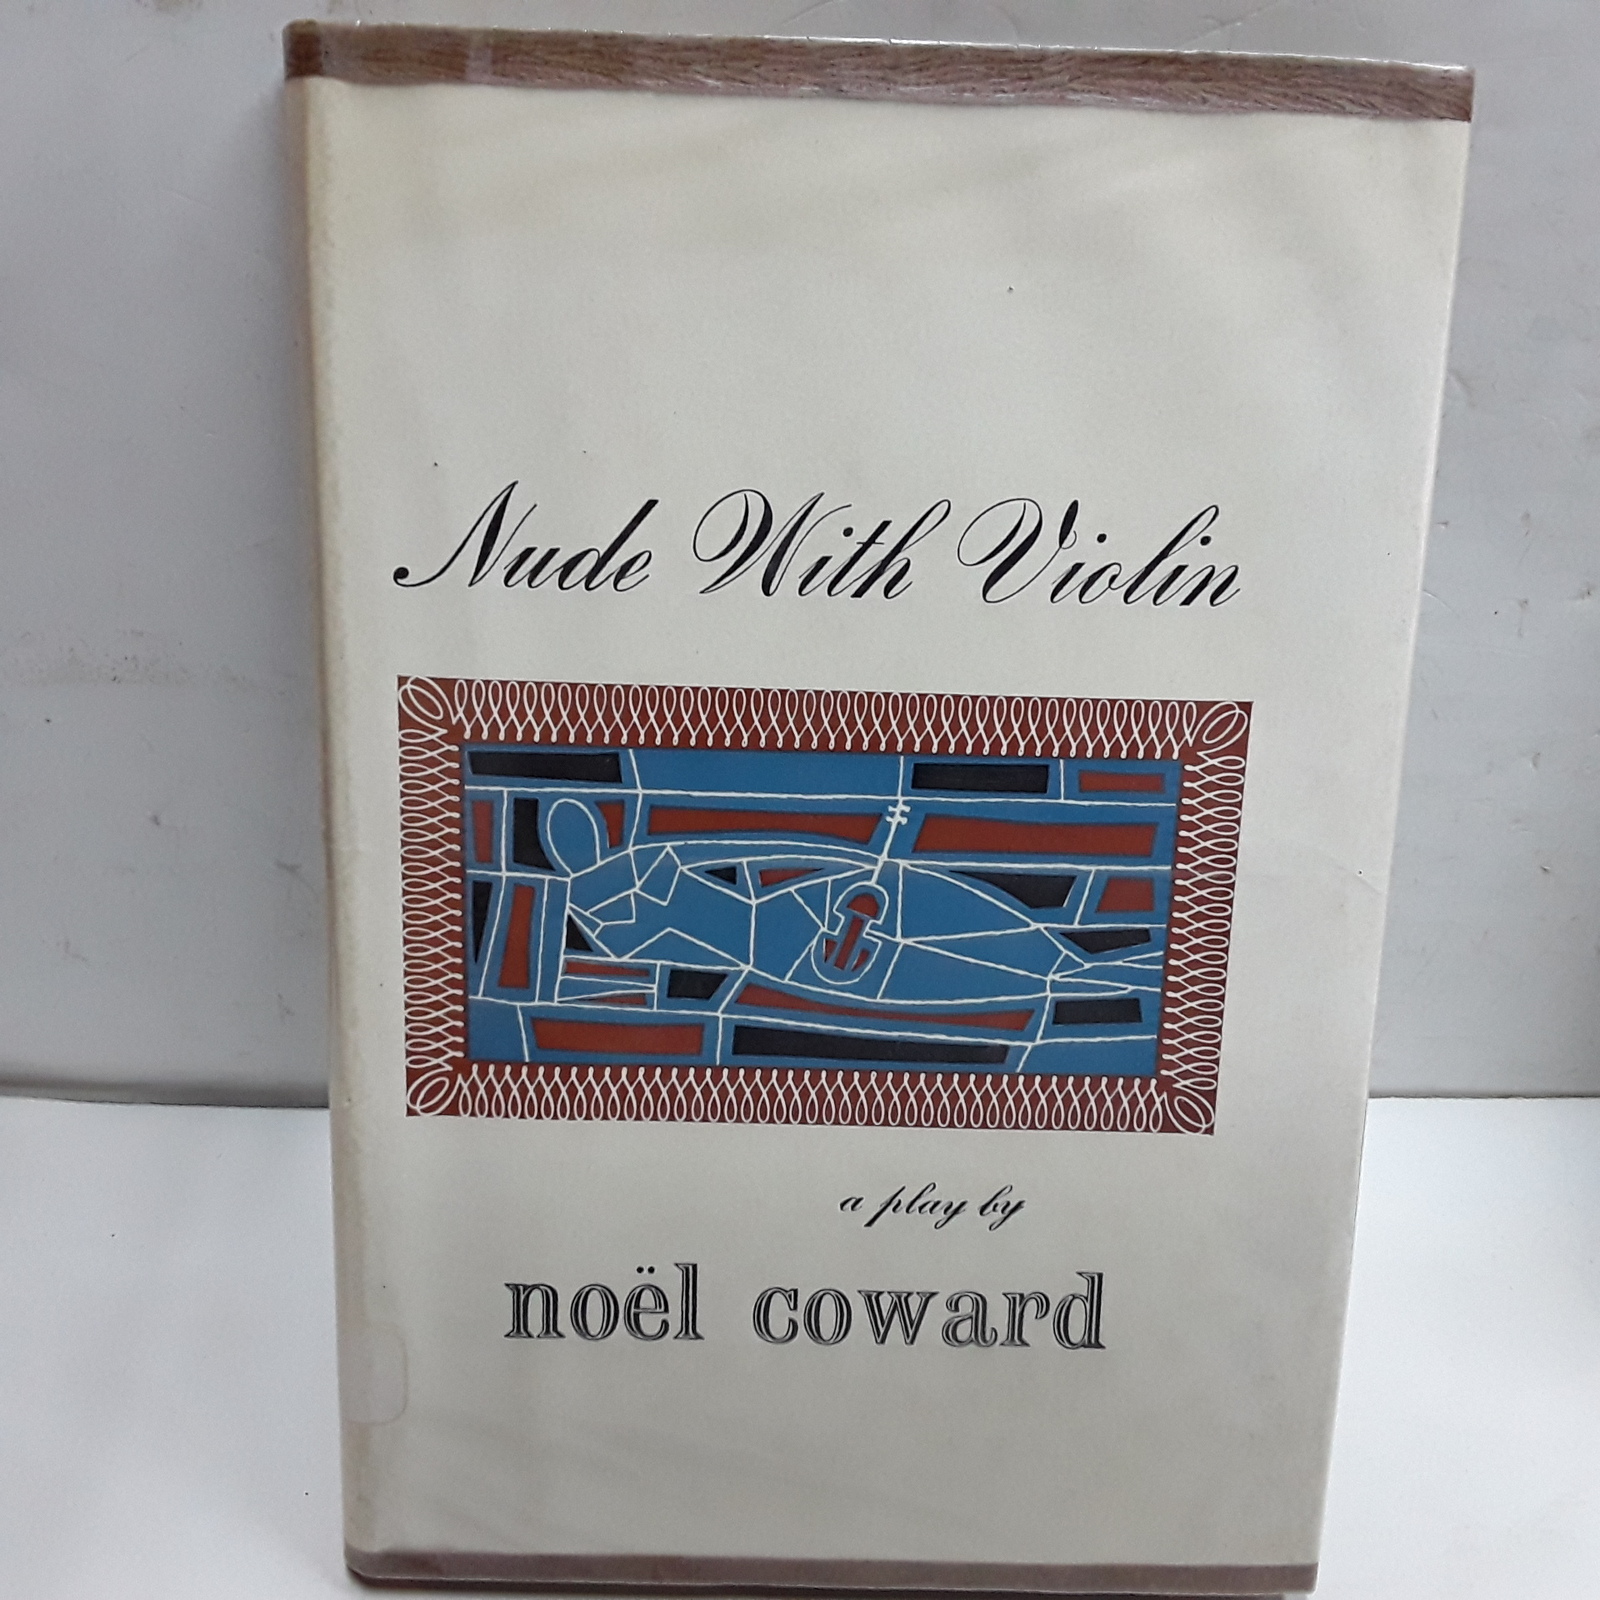 Nude With Violin
a play by
noël coward